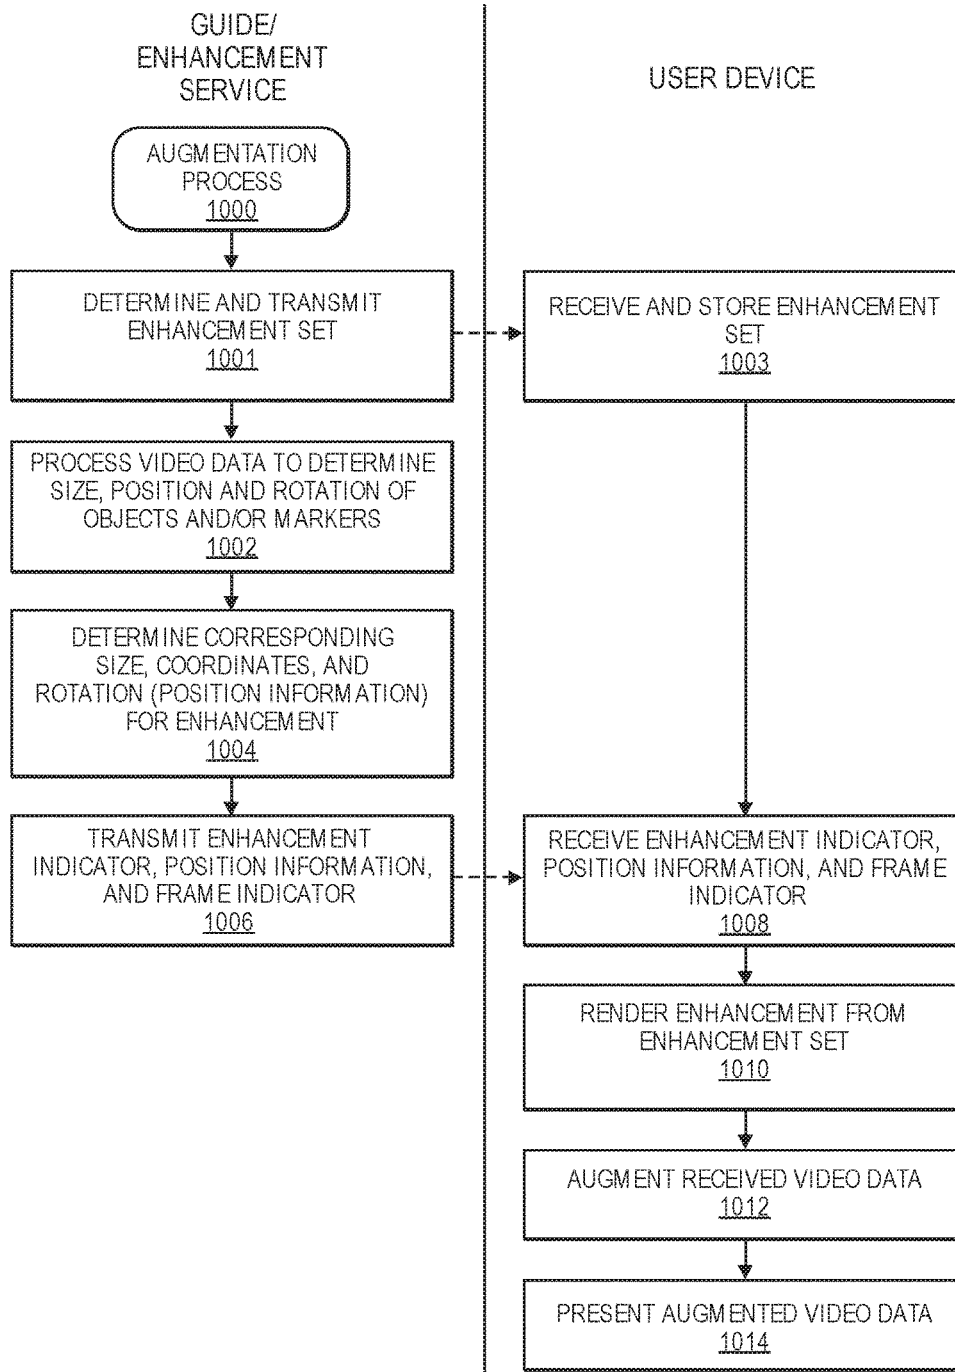 GUIDE/
ENHANCEMENT
SERVICE
USER DEVICE
AUGMENTATION
PROCESS
1000
DETERMINE AND TRANSMIT
ENHANCEMENT SET
1001
RECEIVE AND STORE ENHANCEMENT
SET
1003
PROCESS VIDEO DATA TO DETERMINE
SIZE, POSITION AND ROTATION OF
OBJECTS AND/OR MARKERS
1002
DETERMINE CORRESPONDING
SIZE, COORDINATES, AND
ROTATION (POSITION INFORMATION)
FOR ENHANCEMENT
1004
TRANSMIT ENHANCEMENT
INDICATOR, POSITION INFORMATION,
AND FRAME INDICATOR
1006
RECEIVE ENHANCEMENT INDICATOR,
POSITION INFORMATION, AND FRAME
INDICATOR
1008
RENDER ENHANCEMENT FROM
ENHANCEMENT SET
1010
AUGMENT RECEIVED VIDEO DATA
1012
PRESENT AUGMENTED VIDEO DATA
1014